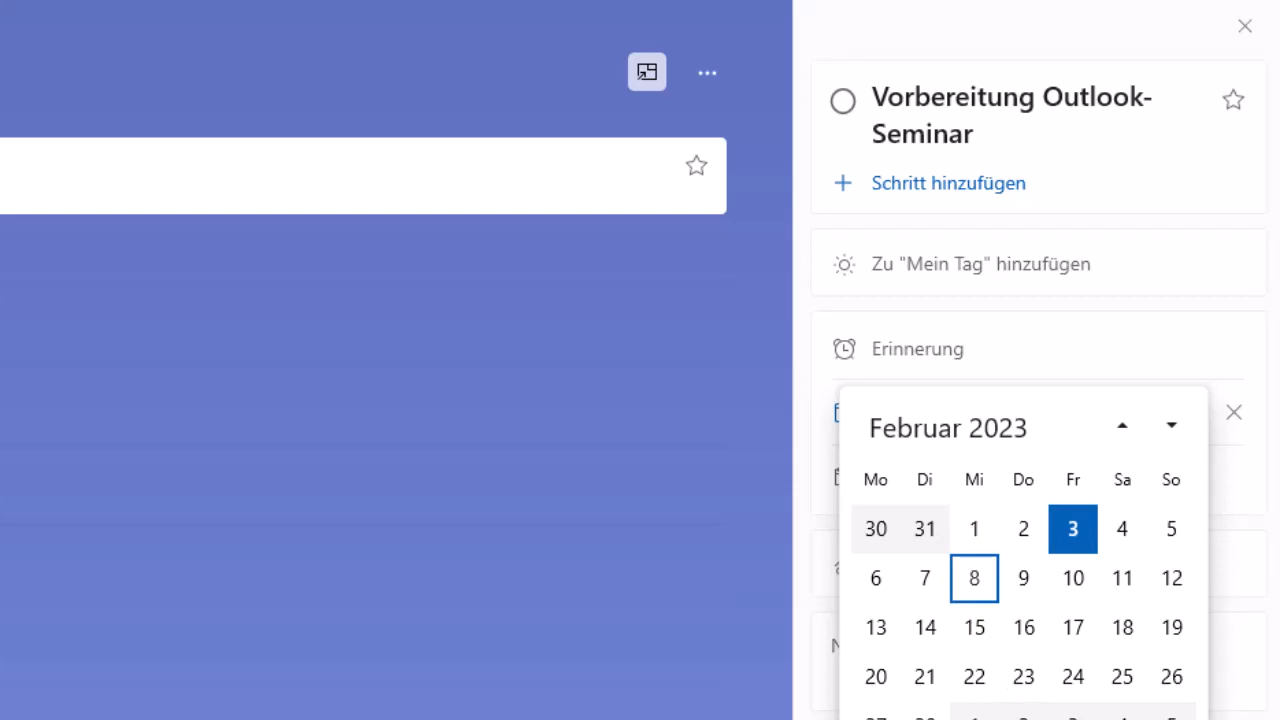 Vorbereitung Outlook-
Seminar
Schritt hinzufügen
Zu "Mein Tag" hinzufügen
Erinnerung
Februar 2023
Mo Di Mi Do Fr Sa So
30 31 1 2 3 4 5
6 7 8 9 10 11 12
13 14 15 16 17 18 19
20 21 22 23 24 25 26